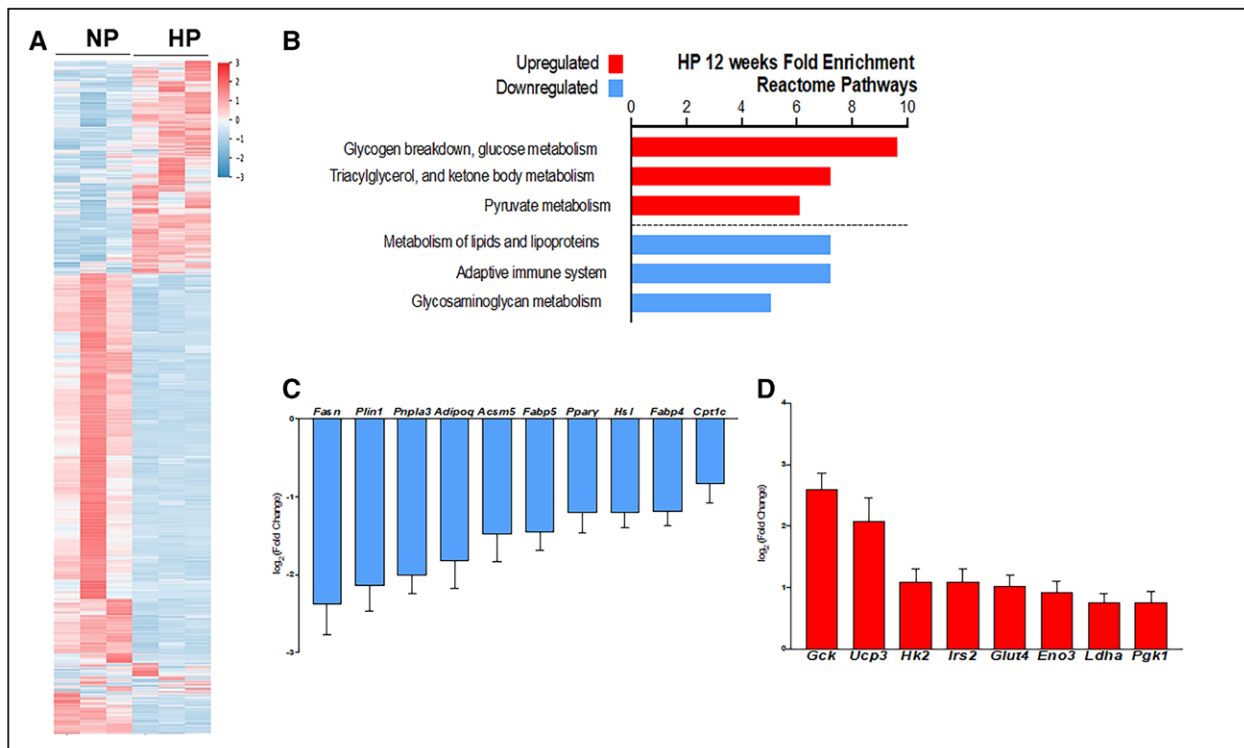 A
NP HP
3
2
1
0
-1
-2
-3
B
Upregulated
Downregulated
HP 12 weeks Fold Enrichment
Reactome Pathways
0 2 4 6 8 10
Glycogen breakdown, glucose metabolism
Triacylglycerol, and ketone body metabolism
Pyruvate metabolism
Metabolism of lipids and lipoproteins
Adaptive immune system
Glycosaminoglycan metabolism
C
Fasn Plin1 Pnpla3 Adipoq Acsm5 Fabp5 Pparγ Hsl Fabp4 Cpt1c
0
-1
-2
-3
log2 (Fold Change)
D
4
3
2
1
0
log2 (Fold Change)
Gck Ucp3 Hk2 Irs2 Glut4 Eno3 Ldha Pgk1